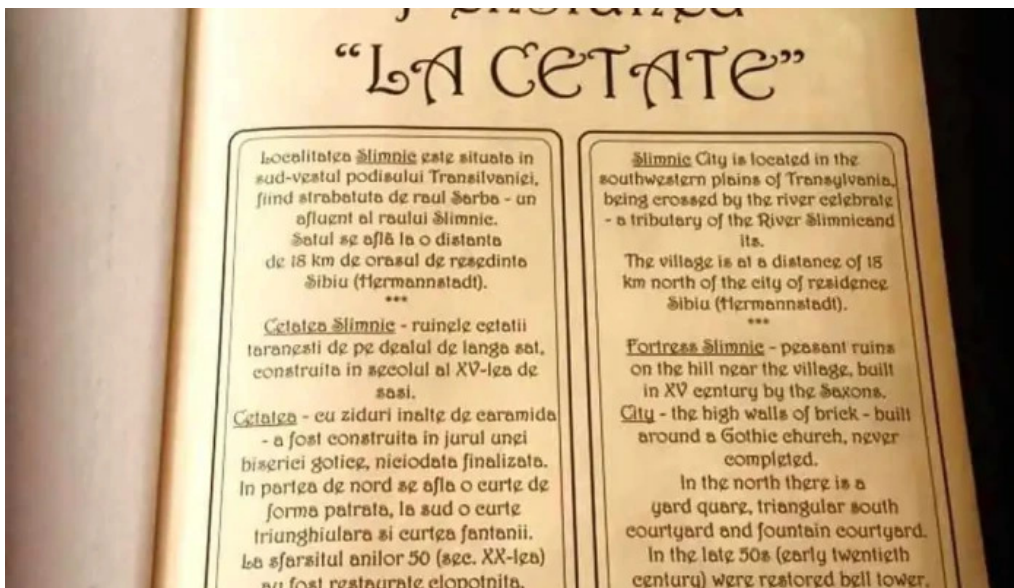 "LA CETATE"
Localitatea Slimnic este situata in
sud-vestul podisului Transilvaniei,
fiind strabatuta de raul Sarba - un
afluent al raului Slimnic.
Satul se află la o distanta
de 18 km de orasul de resedinta
Sibiu (Hermannstadt).
***
Cetatea Slimnic - ruinele cetatii
taranesti de pe dealul de langa sat,
construita in secolul al XV-lea de
sasi.
Cetatea - cu ziduri inalte de caramida
- a fost construita in jurul unei
biserici gotice, niciodata finalizata.
In partea de nord se afla o curte de
forma patrata, la sud o curte
triunghiulara si curtea fantanii.
La sfarsitul anilor 50 (sec. XX-lea)
au fost restaurate clopotnita,
Slimnic City is located in the
southwestern plains of Transylvania,
being crossed by the river celebrate
- a tributary of the River Slimnicand
its.
The village is at a distance of 18
km north of the city of residence
Sibiu (Hermannstadt).
***
Fortress Slimnic - peasant ruins
on the hill near the village, built
in XV century by the Saxons.
City - the high walls of brick - built
around a Gothic church, never
completed.
In the north there is a
yard quare, triangular south
courtyard and fountain courtyard.
In the late 50s (early twentieth
century) were restored bell tower,